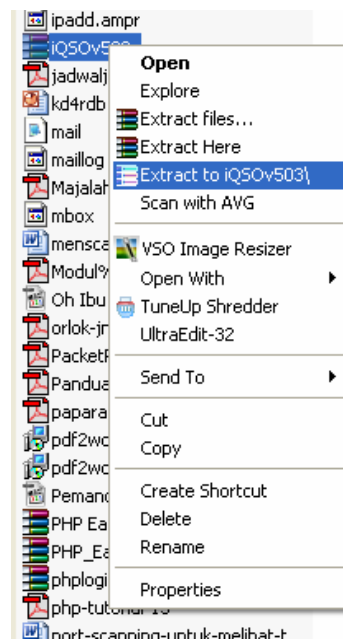 ipadd.ampr
iQSOv503
jadwalj
kd4rdb
mail
maillog
Majalah
mbox
mensca
Modul%
Oh Ibu
orlok-jr
Packet
Pandua
papara
pdf2wo
pdf2wo
Peman
PHP Ea
PHP_Ea
phplogi
php-tutorial-13
port-scanning-untuk-melihat-t
Open
Explore
Extract files...
Extract Here
Extract to iQSOv503\
Scan with AVG
VSO Image Resizer
Open With
TuneUp Shredder
UltraEdit-32
Send To
Cut
Copy
Create Shortcut
Delete
Rename
Properties